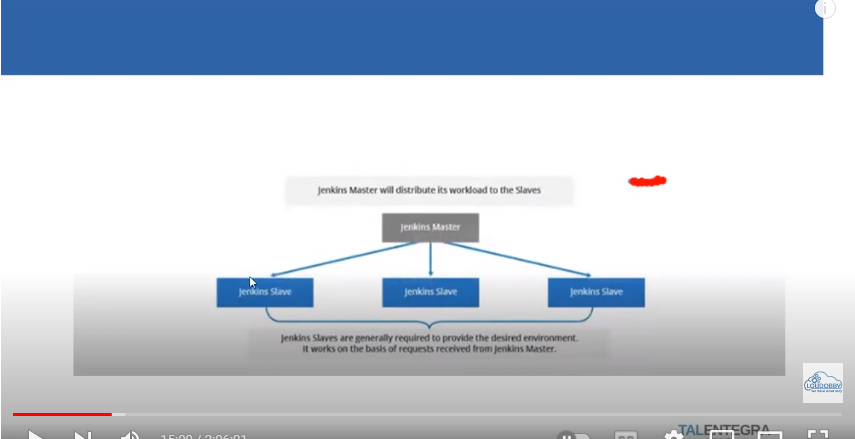 Jenkins Master will distribute its workload to the Slaves
Jenkins Master
Jenkins Slave
Jenkins Slave
Jenkins Slave
Jenkins Slaves are generally required to provide the desired environment.
It works on the basis of requests received from Jenkins Master.
TALENTEGRA